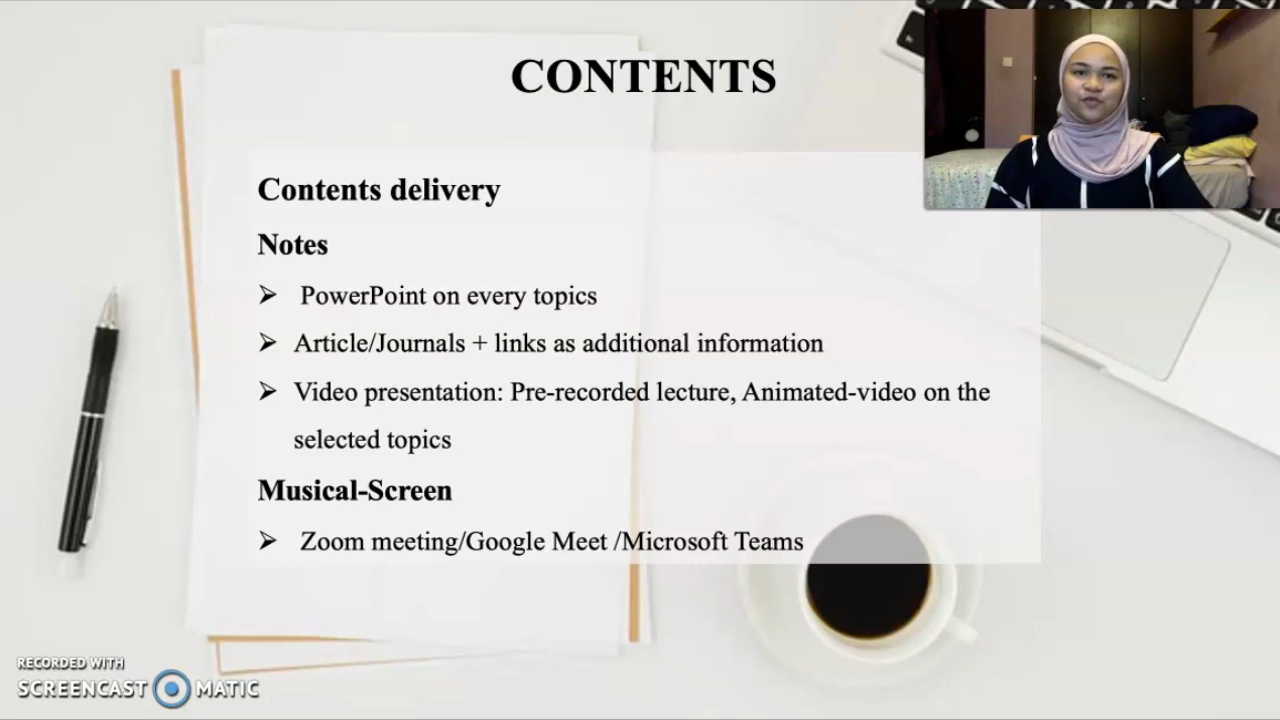 CONTENTS
Contents delivery
Notes
➢ PowerPoint on every topics
➢ Article/Journals + links as additional information
➢ Video presentation: Pre-recorded lecture, Animated-video on the
selected topics
Musical-Screen
➢ Zoom meeting/Google Meet /Microsoft Teams
RECORDED WITH
SCREENCAST MATIC